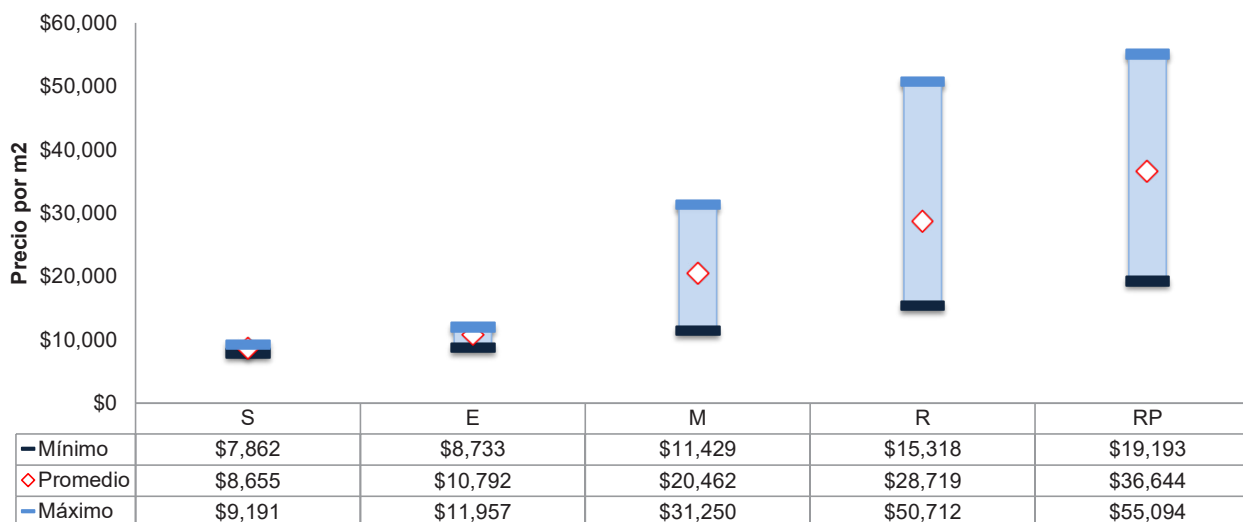 $60,000
$50,000
$40,000
$30,000
$20,000
$10,000
$0
Precio por m2
S E M R RP
Mínimo $7,862 $8,733 $11,429 $15,318 $19,193
Promedio $8,655 $10,792 $20,462 $28,719 $36,644
Máximo $9,191 $11,957 $31,250 $50,712 $55,094